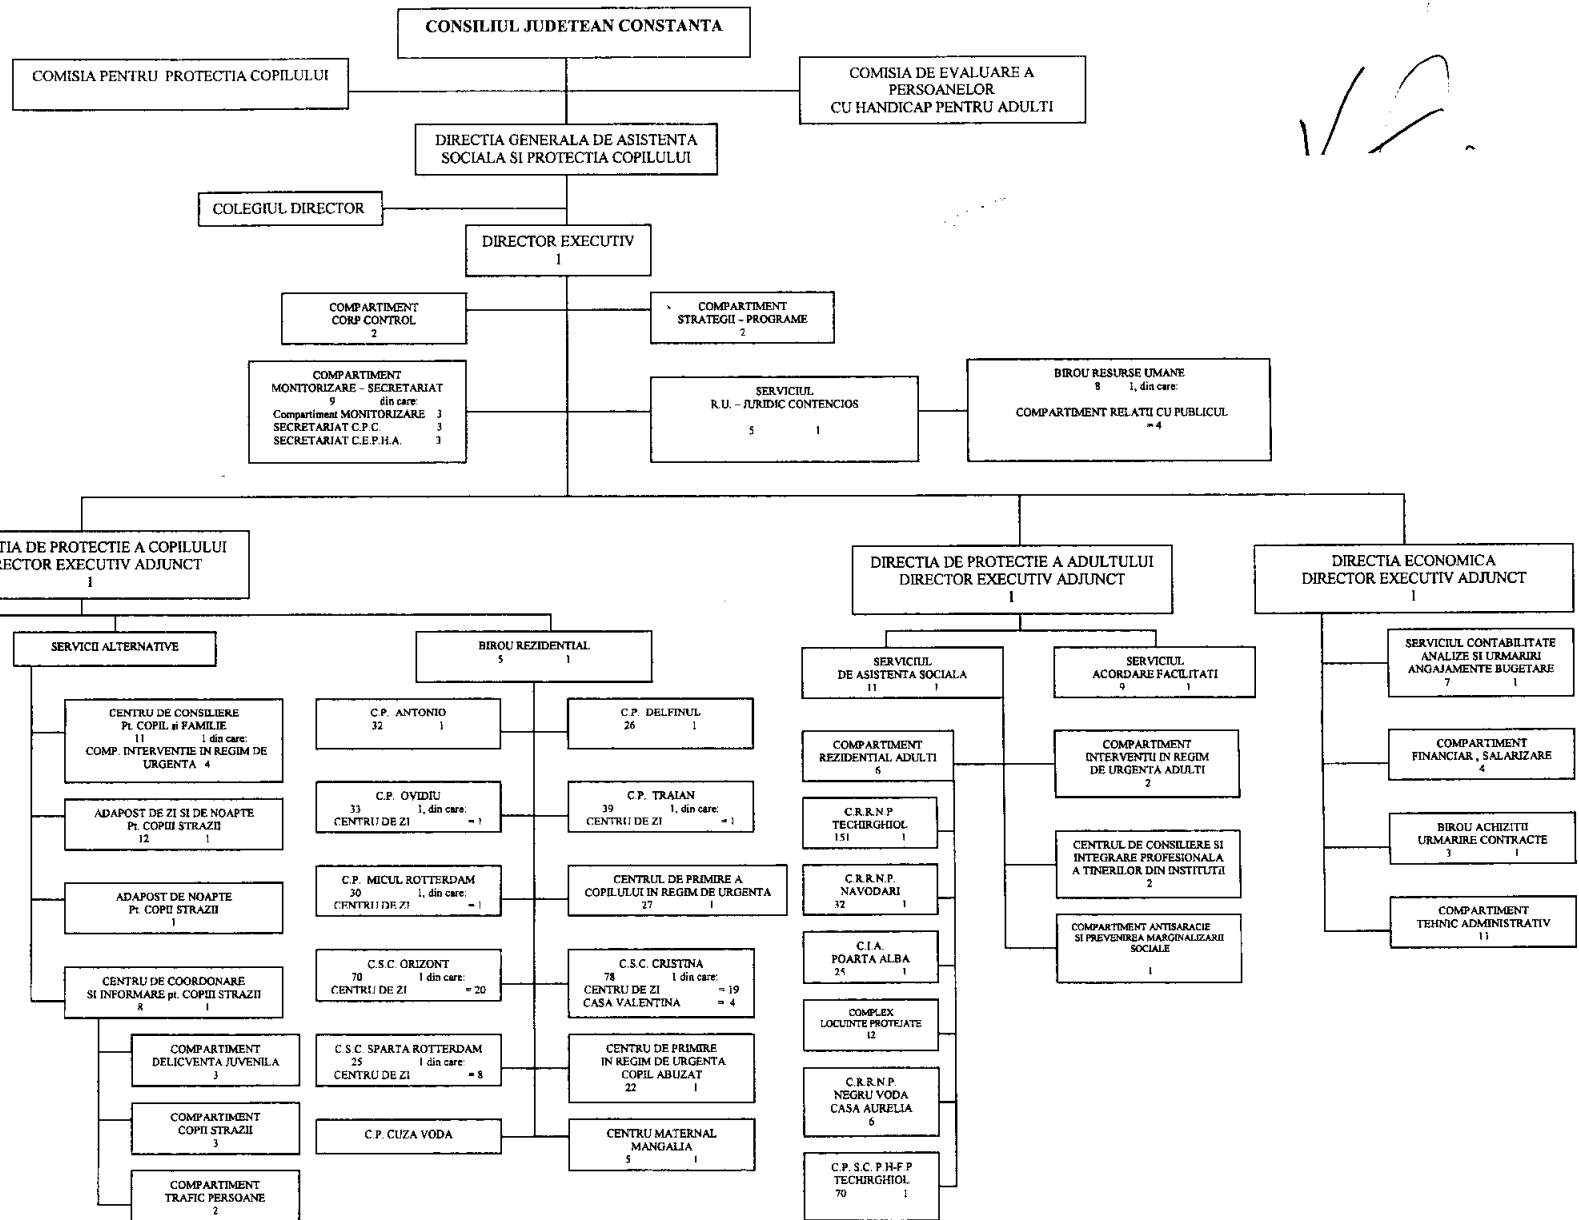 CONSILIUL JUDETEAN CONSTANTA
COMISIA PENTRU PROTECTIA COPILULUI
COMISIA DE EVALUARE A
PERSOANELOR
CU HANDICAP PENTRU ADULTI
DIRECTIA GENERALA DE ASISTENTA
SOCIALA SI PROTECTIA COPILULUI
COLEGIUL DIRECTOR
DIRECTOR EXECUTIV
1
COMPARTIMENT
CORP CONTROL
2
COMPARTIMENT
STRATEGII – PROGRAME
2
COMPARTIMENT
MONITORIZARE – SECRETARIAT
9 din care:
Compartiment MONITORIZARE 3
SECRETARIAT C.P.C. 3
SECRETARIAT C.E.P.H.A. 3
SERVICIUL
R.U. – JURIDIC CONTENCIOS
5 1
BIROU RESURSE UMANE
8 1, din care:
COMPARTIMENT RELATII CU PUBLICUL
= 4
TIA DE PROTECTIE A COPILULUI
RECTOR EXECUTIV ADJUNCT
1
DIRECTIA DE PROTECTIE A ADULTULUI
DIRECTOR EXECUTIV ADJUNCT
1
DIRECTIA ECONOMICA
DIRECTOR EXECUTIV ADJUNCT
1
SERVICII ALTERNATIVE
CENTRU DE CONSILIERE
Pt. COPIL si FAMILIE
11 1 din care:
COMP. INTERVENTIE IN REGIM DE
URGENTA 4
ADAPOST DE ZI SI DE NOAPTE
Pt. COPIII STRAZII
12 1
ADAPOST DE NOAPTE
Pt. COPII STRAZII
1
CENTRU DE COORDONARE
SI INFORMARE pt. COPIII STRAZII
8 1
COMPARTIMENT
DELICVENTA JUVENILA
3
COMPARTIMENT
COPII STRAZII
3
COMPARTIMENT
TRAFIC PERSOANE
2
BIROU REZIDENTIAL
5 1
C.P. ANTONIO
32 1
C.P. DELFINUL
26 1
C.P. OVIDIU
33 1, din care:
CENTRU DE ZI = 1
C.P. TRAIAN
39 1, din care:
CENTRU DE ZI = 1
C.P. MICUL ROTTERDAM
30 1, din care:
CENTRU DE ZI = 1
CENTRUL DE PRIMIRE A
COPILULUI IN REGIM DE URGENTA
27 1
C.S.C. ORIZONT
70 1 din care:
CENTRU DE ZI = 20
C.S.C. CRISTINA
78 1 din care:
CENTRU DE ZI = 19
CASA VALENTINA = 4
C.S.C. SPARTA ROTTERDAM
25 1 din care:
CENTRU DE ZI = 8
CENTRU DE PRIMIRE
IN REGIM DE URGENTA
COPIL ABUZAT
22 1
C.P. CUZA VODA
CENTRU MATERNAL
MANGALIA
5 1
SERVICIUL
DE ASISTENTA SOCIALA
11 1
SERVICIUL
ACORDARE FACILITATI
9 1
COMPARTIMENT
REZIDENTIAL ADULTI
6
COMPARTIMENT
INTERVENTII IN REGIM
DE URGENTA ADULTI
2
C.R.R.N.P
TECHIRGHIOL
151 1
CENTRUL DE CONSILIERE SI
INTEGRARE PROFESIONALA
A TINERILOR DIN INSTITUTII
2
C.R.R.N.P.
NAVODARI
32 1
COMPARTIMENT ANTISARACIE
SI PREVENIREA MARGINALIZARII
SOCIALE
1
C.I.A.
POARTA ALBA
25 1
COMPLEX
LOCUINTE PROTEJATE
12
C.R.R.N.P.
NEGRU VODA
CASA AURELIA
6
C.P. S.C. P.H-F.P
TECHIRGHIOL
70 1
SERVICIUL CONTABILITATE
ANALIZE SI URMARIRI
ANGAJAMENTE BUGETARE
7 1
COMPARTIMENT
FINANCIAR , SALARIZARE
4
BIROU ACHIZITII
URMARIRE CONTRACTE
3 1
COMPARTIMENT
TEHNIC ADMINISTRATIV
11